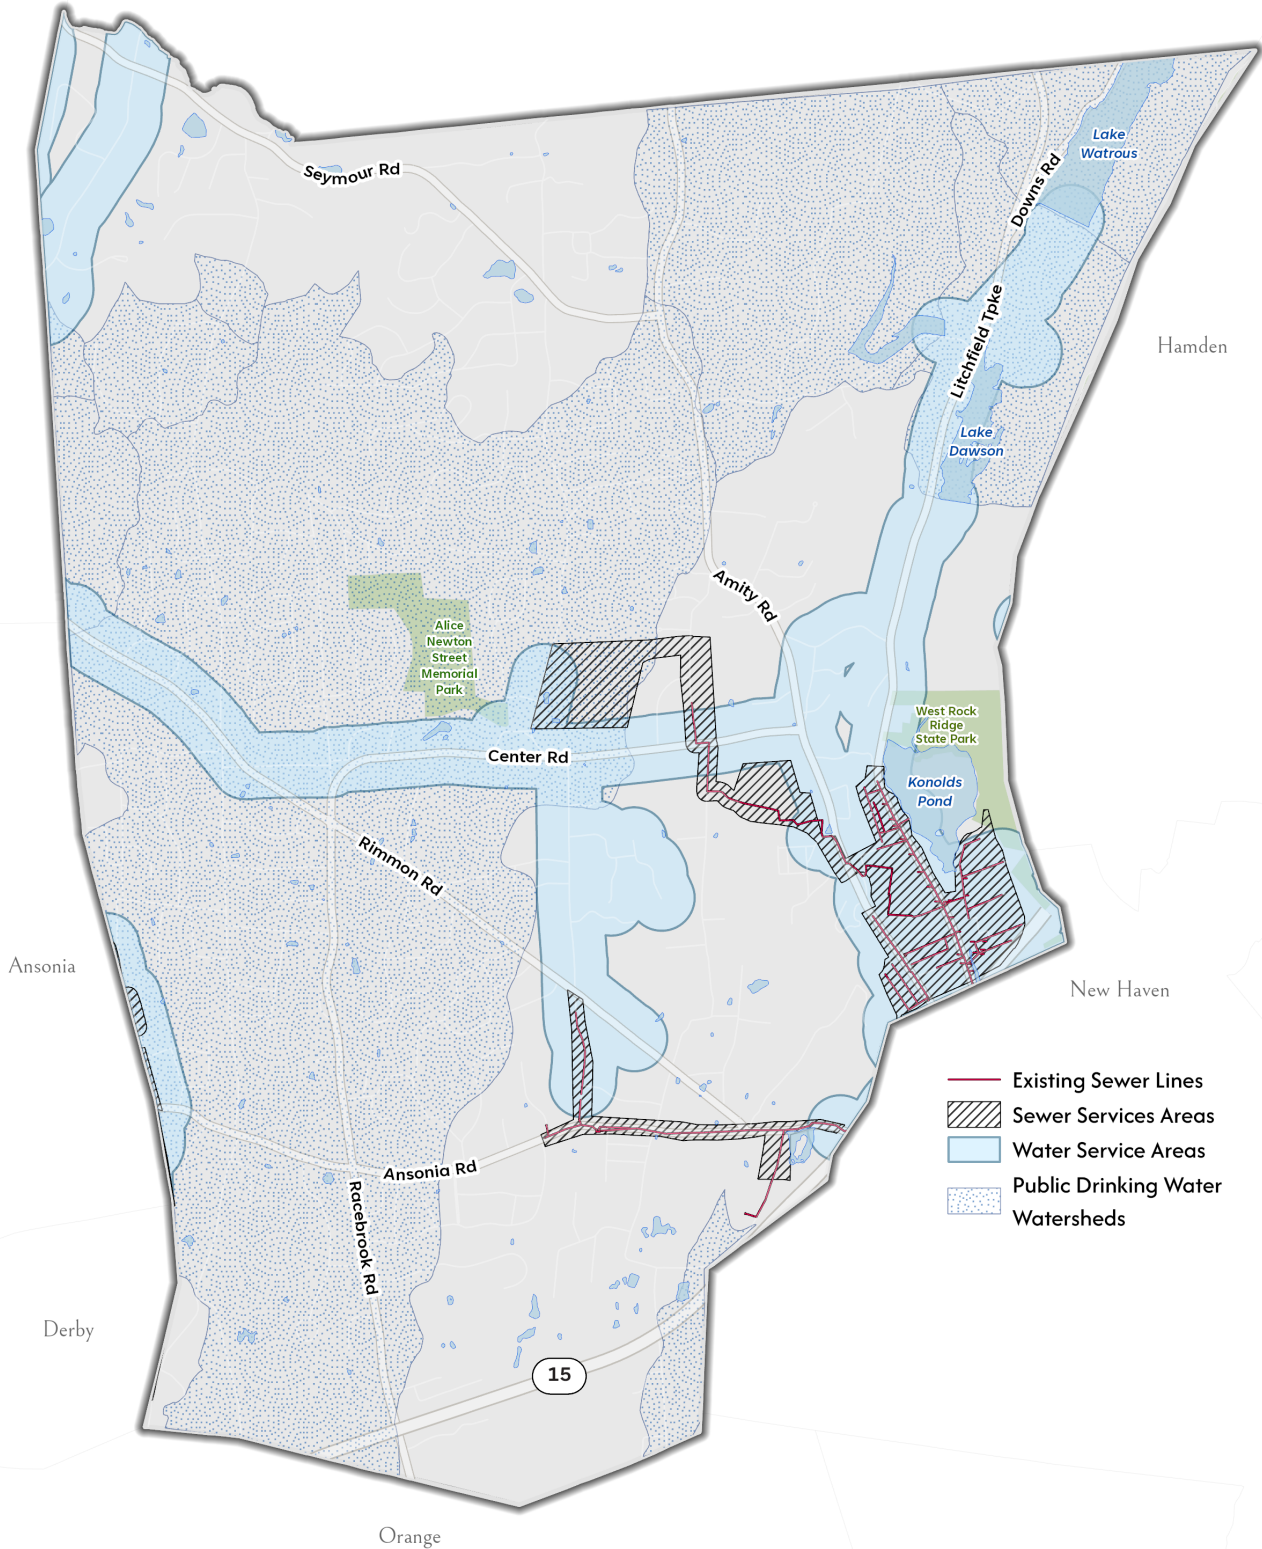 Lake
Watrous
Seymour Rd
Downs Rd
Litchfield Tpke
Hamden
Lake
Dawson
Amity Rd
Alice
Newton
Street
Memorial
Park
West Rock
Ridge
State Park
Center Rd
Konolds
Pond
Rimmon Rd
Ansonia
New Haven
Existing Sewer Lines
Sewer Services Areas
Water Service Areas
Public Drinking Water
Watersheds
Ansonia Rd
Racebrook Rd
Derby
15
Orange